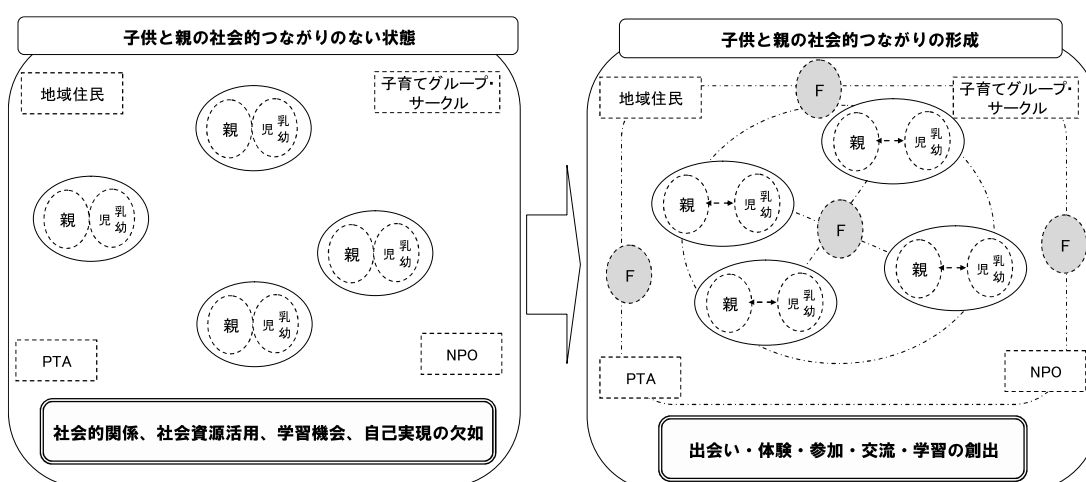 子供と親の社会的つながりのない状態
地域住民
子育てグループ・
サークル
親
児
乳
幼
親
児
乳
幼
親
児
乳
幼
親
児
乳
幼
PTA
NPO
社会的関係、社会資源活用、学習機会、自己実現の欠如
子供と親の社会的つながりの形成
地域住民
F
子育てグループ・
サークル
親
児
乳
幼
親
児
乳
幼
F
F
F
親
児
乳
幼
親
児
乳
幼
PTA
NPO
出会い・体験・参加・交流・学習の創出